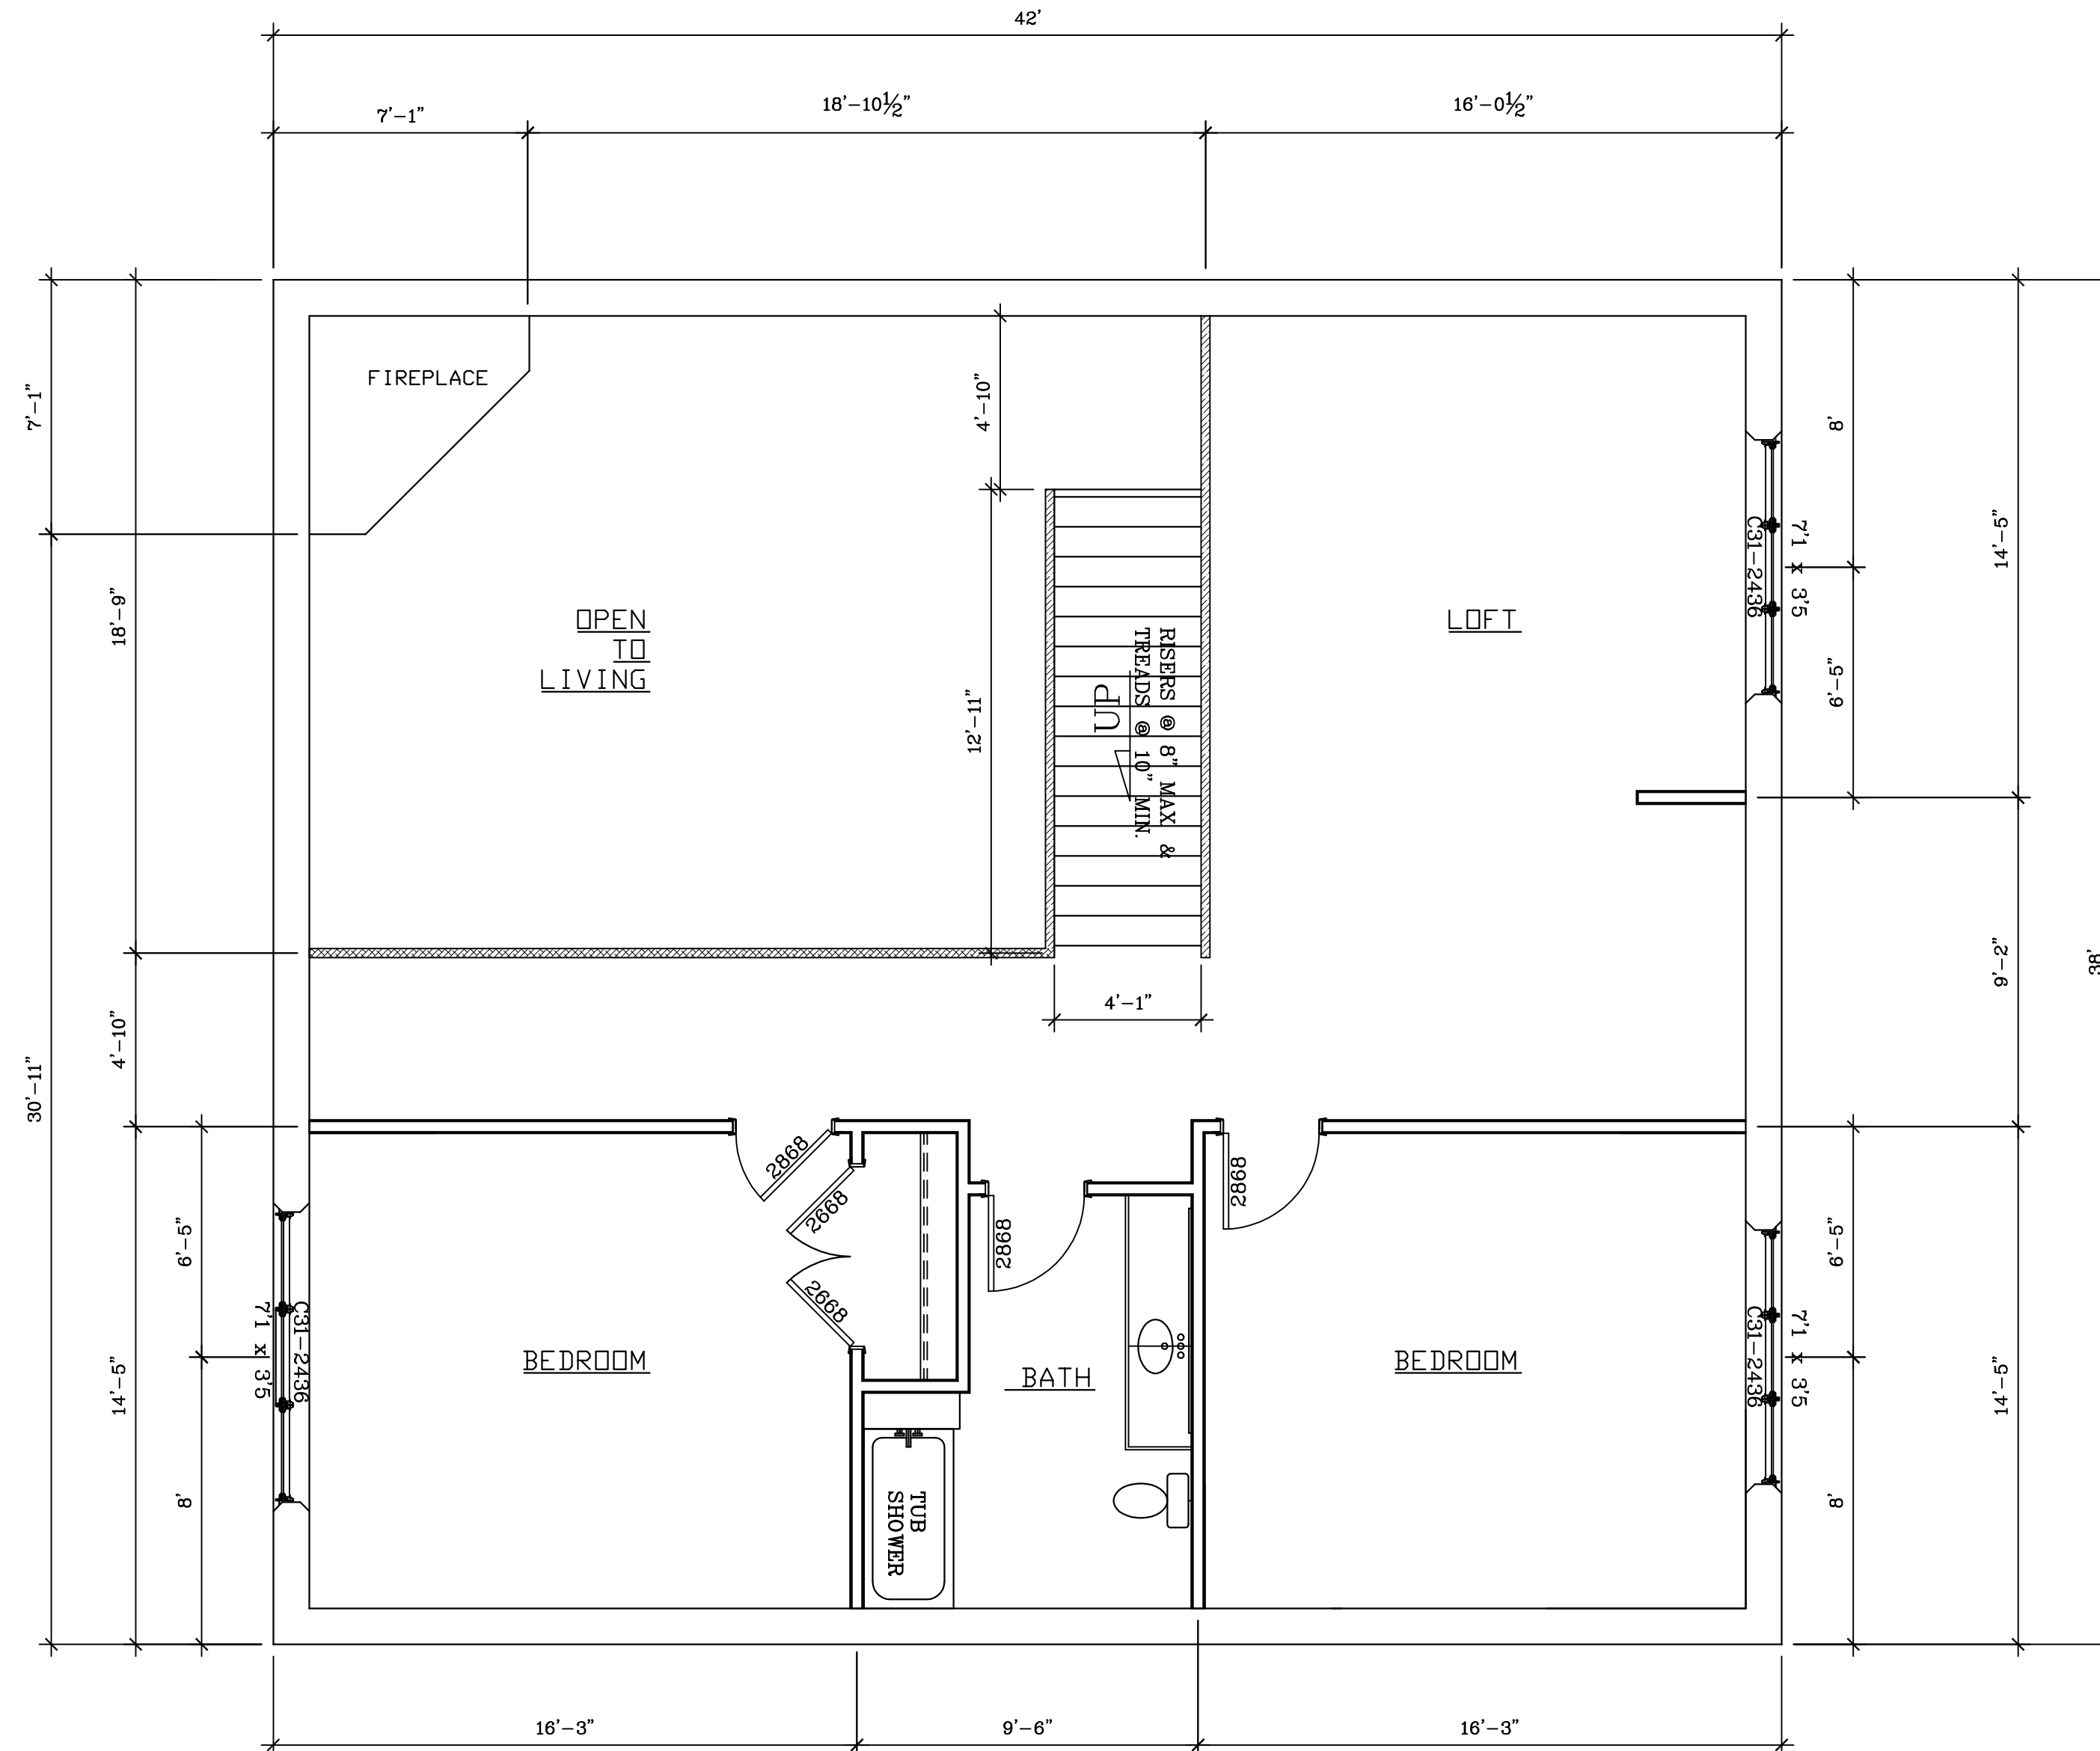 42'
7'-1"
18'-10½"
16'-0½"
7'-1"
30'-11"
18'-9"
4'-10"
14'-5"
6'-5"
8'
FIREPLACE
4'-10"
12'-11"
OPEN
TO
LIVING
RISERS @ 8" MAX &
TREADS @ 10" MIN.
UP
4'-1"
LOFT
7'1 x 3'5
C31-2436
8'
6'-5"
14'-5"
9'-2"
38'
2868
2668
2668
2868
2868
C31-2436
7'1 x 3'5
BEDROOM
BATH
BEDROOM
TUB
SHOWER
7'1 x 3'5
C31-2436
6'-5"
8'
14'-5"
16'-3"
9'-6"
16'-3"